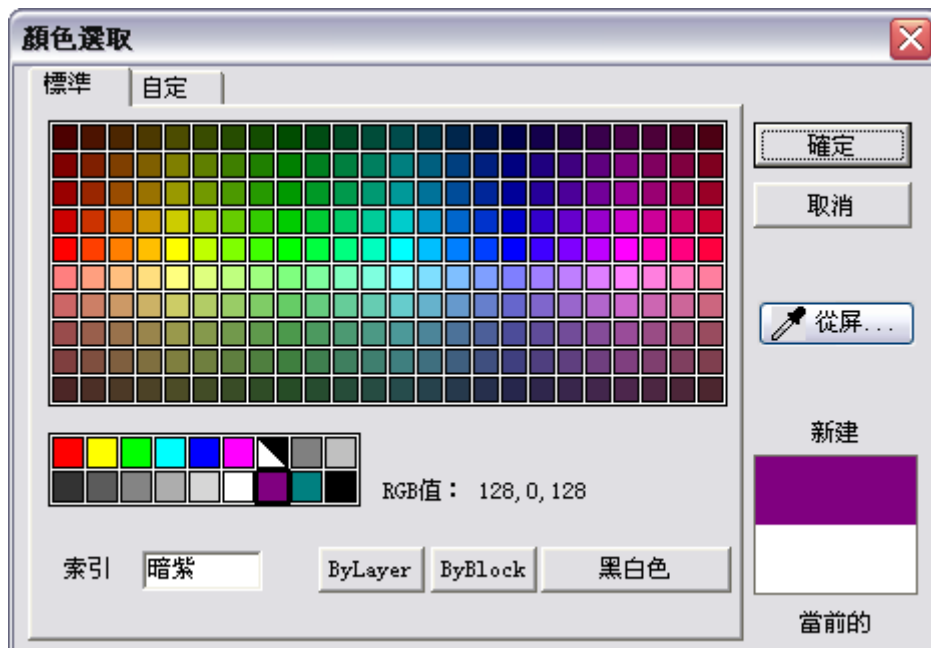 顏色選取
標準
自定
確定
取消
從屏...
新建
RGB值： 128,0,128
索引
暗紫
ByLayer
ByBlock
黑白色
當前的